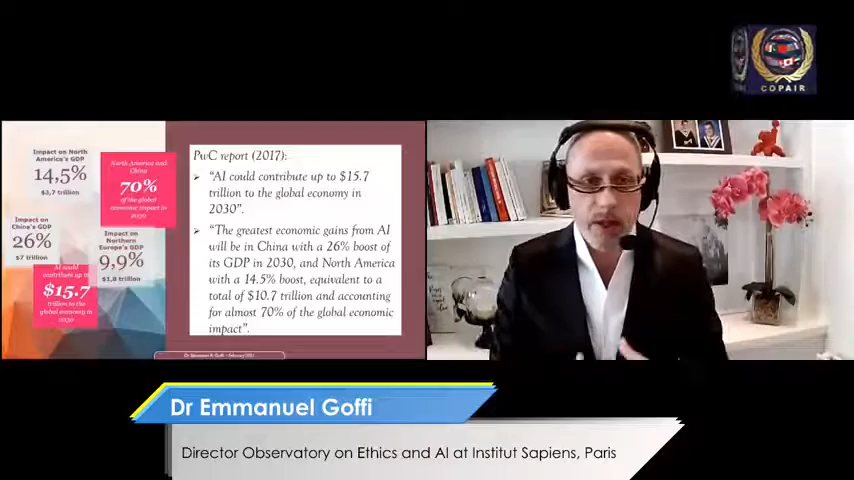 COPAIR
Impact on North
America's GDP
14,5%
$3,7 trillion
North America and
China
70%
of the global
economic impact in
2030
Impact on
China's GDP
26%
$7 trillion
Impact on
Northern
Europe's GDP
9,9%
$1,8 trillion
AI could
contribute up to
$15.7
trillion to the
global economy in
2030
PwC report (2017):
➢ “AI could contribute up to $15.7
trillion to the global economy in
2030”.
➢ “The greatest economic gains from AI
will be in China with a 26% boost of
its GDP in 2030, and North America
with a 14.5% boost, equivalent to a
total of $10.7 trillion and accounting
for almost 70% of the global economic
impact”.
Dr Emmanuel R. Goffi – February 2021
Dr Emmanuel Goffi
Director Observatory on Ethics and AI at Institut Sapiens, Paris